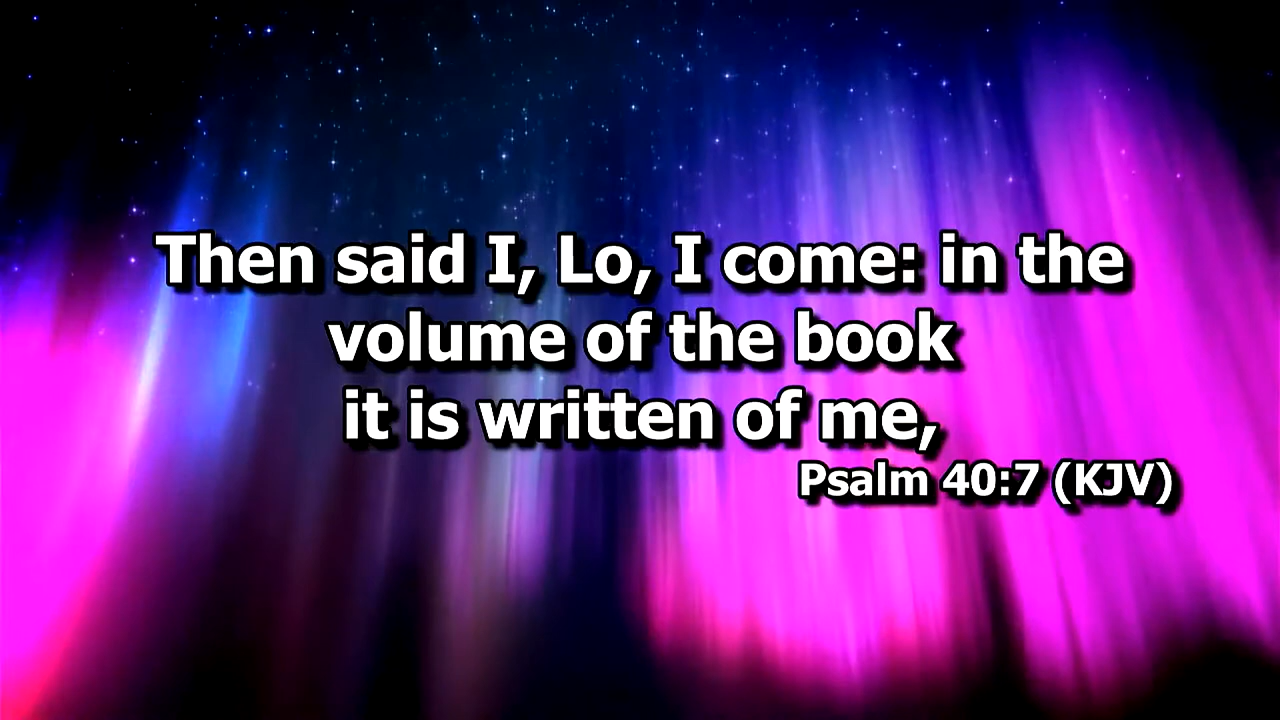 Then said I, Lo, I come: in the
volume of the book
it is written of me,
Psalm 40:7 (KJV)